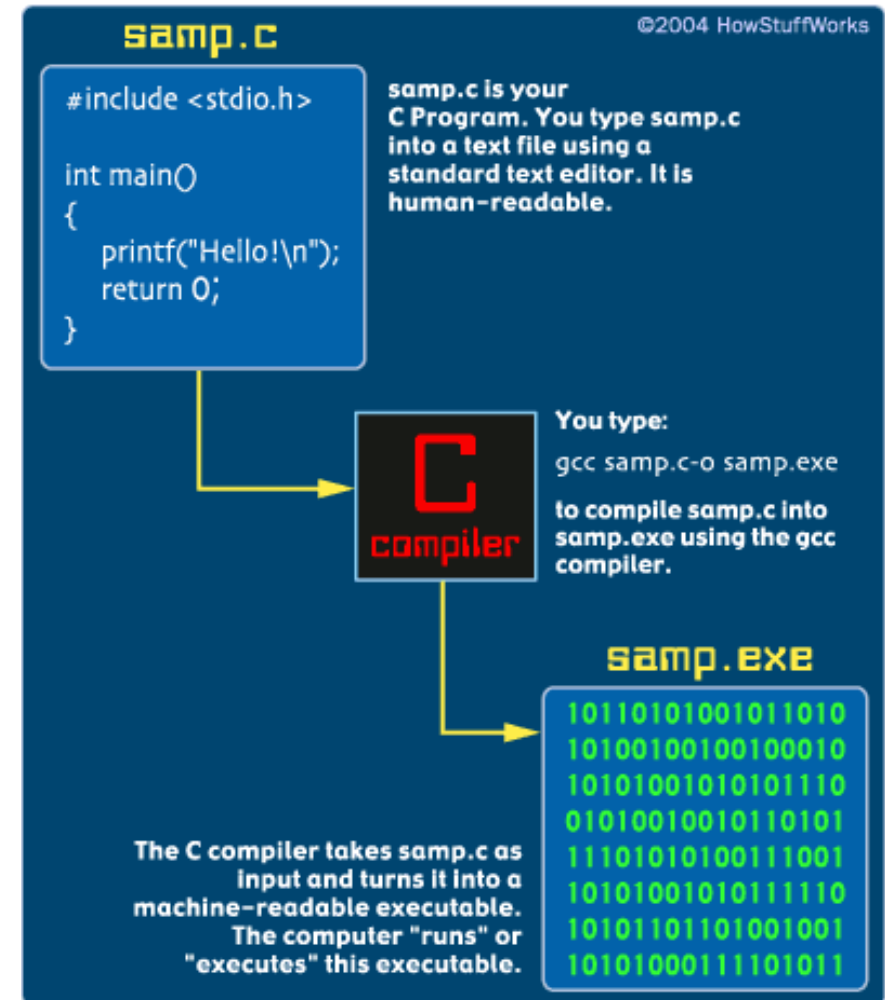 samp.c
©2004 HowStuffWorks
#include <stdio.h>
int main()
{
printf("Hello!\n");
return 0;
}
samp.c is your
C Program. You type samp.c
into a text file using a
standard text editor. It is
human-readable.
C
compiler
You type:
gcc samp.c-o samp.exe
to compile samp.c into
samp.exe using the gcc
compiler.
samp.exe
10110101001011010
10100100100100010
10101001010101110
01010010010110101
11101010100111001
10101001010111110
10101101101001001
10101000111101011
The C compiler takes samp.c as
input and turns it into a
machine-readable executable.
The computer "runs" or
"executes" this executable.